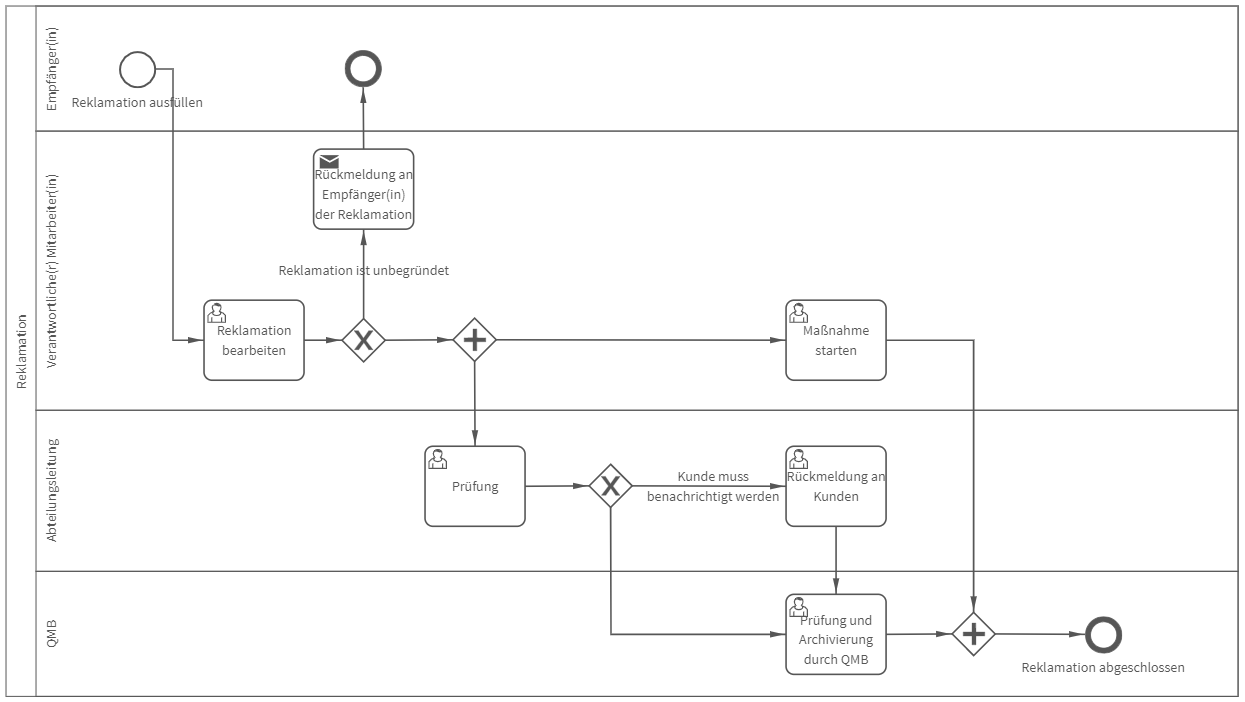 Reklamation
Empfänger(in)
Reklamation ausfüllen
Verantwortliche(r) Mitarbeiter(in)
Rückmeldung an
Empfänger(in)
der Reklamation
Reklamation ist unbegründet
Reklamation
bearbeiten
Maßnahme
starten
Abteilungsleitung
Prüfung
Kunde muss
benachrichtigt werden
Rückmeldung an
Kunden
QMB
Prüfung und
Archivierung
durch QMB
Reklamation abgeschlossen